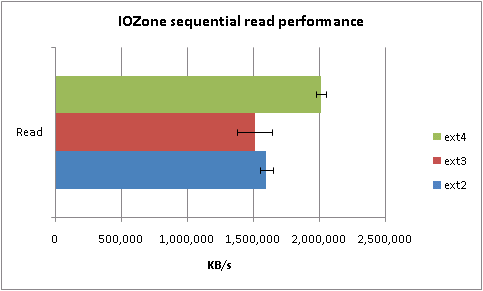 IOZone sequential read performance
Read
ext4
ext3
ext2
0 500,000 1,000,000 1,500,000 2,000,000 2,500,000
KB/s